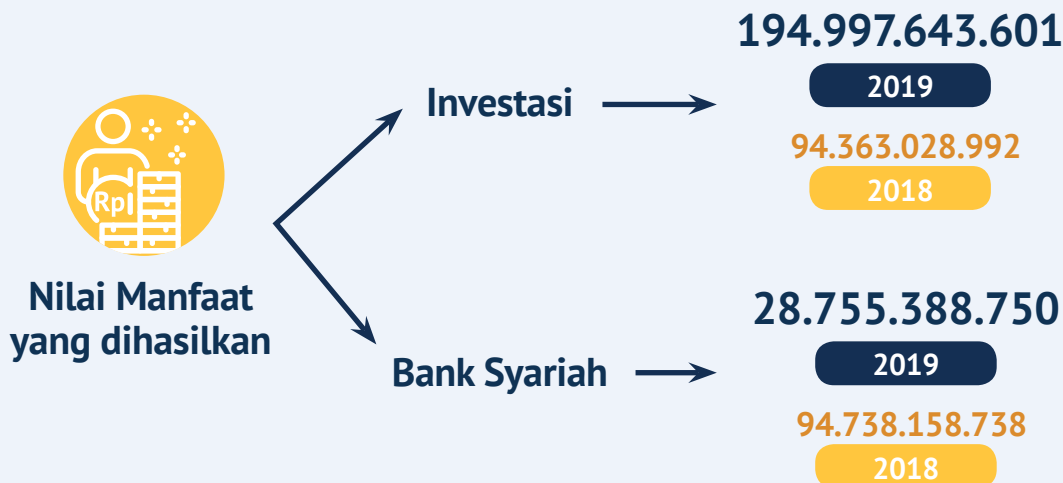 194.997.643.601
Investasi
2019
94.363.028.992
2018
Rp
Nilai Manfaat
yang dihasilkan
28.755.388.750
Bank Syariah
2019
94.738.158.738
2018